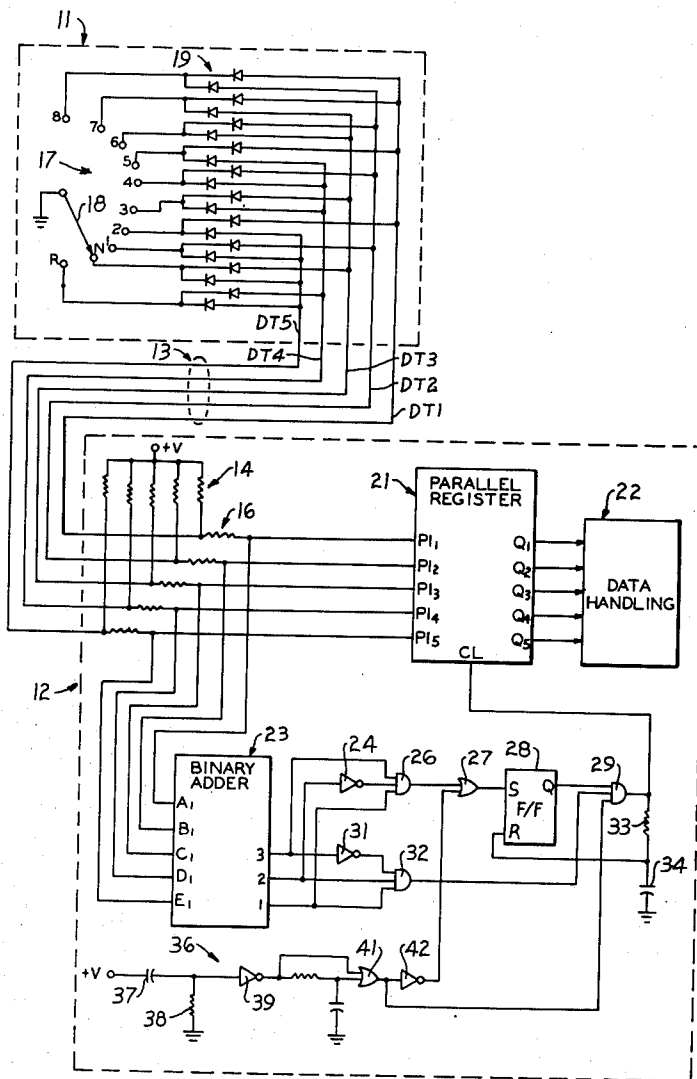 11
19
8
7
6
5
17
4
3
18
2
N
1
R
DT5
DT4
13
DT3
DT2
DT1
+V
14
16
21
PARALLEL
REGISTER
22
PI1 Q1
PI2 Q2
PI3 Q3
PI4 Q4
PI5 Q5
CL
DATA
HANDLING
12
23
BINARY
ADDER
24
26
27
28
29
S Q
F/F
R
A1
B1
C1
D1
E1
3
2
1
31
32
33
34
36
+V
37
38
39
41
42